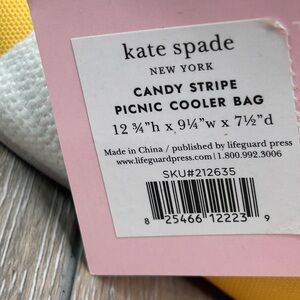 kate spade
NEW YORK
CANDY STRIPE
PICNIC COOLER BAG
12 ¾"h x 9¼"w x 7½"d
Made in China / published by lifeguard press
www.lifeguardpress.com | 1.800.992.3006
SKU#212635
8 25466 12223 9